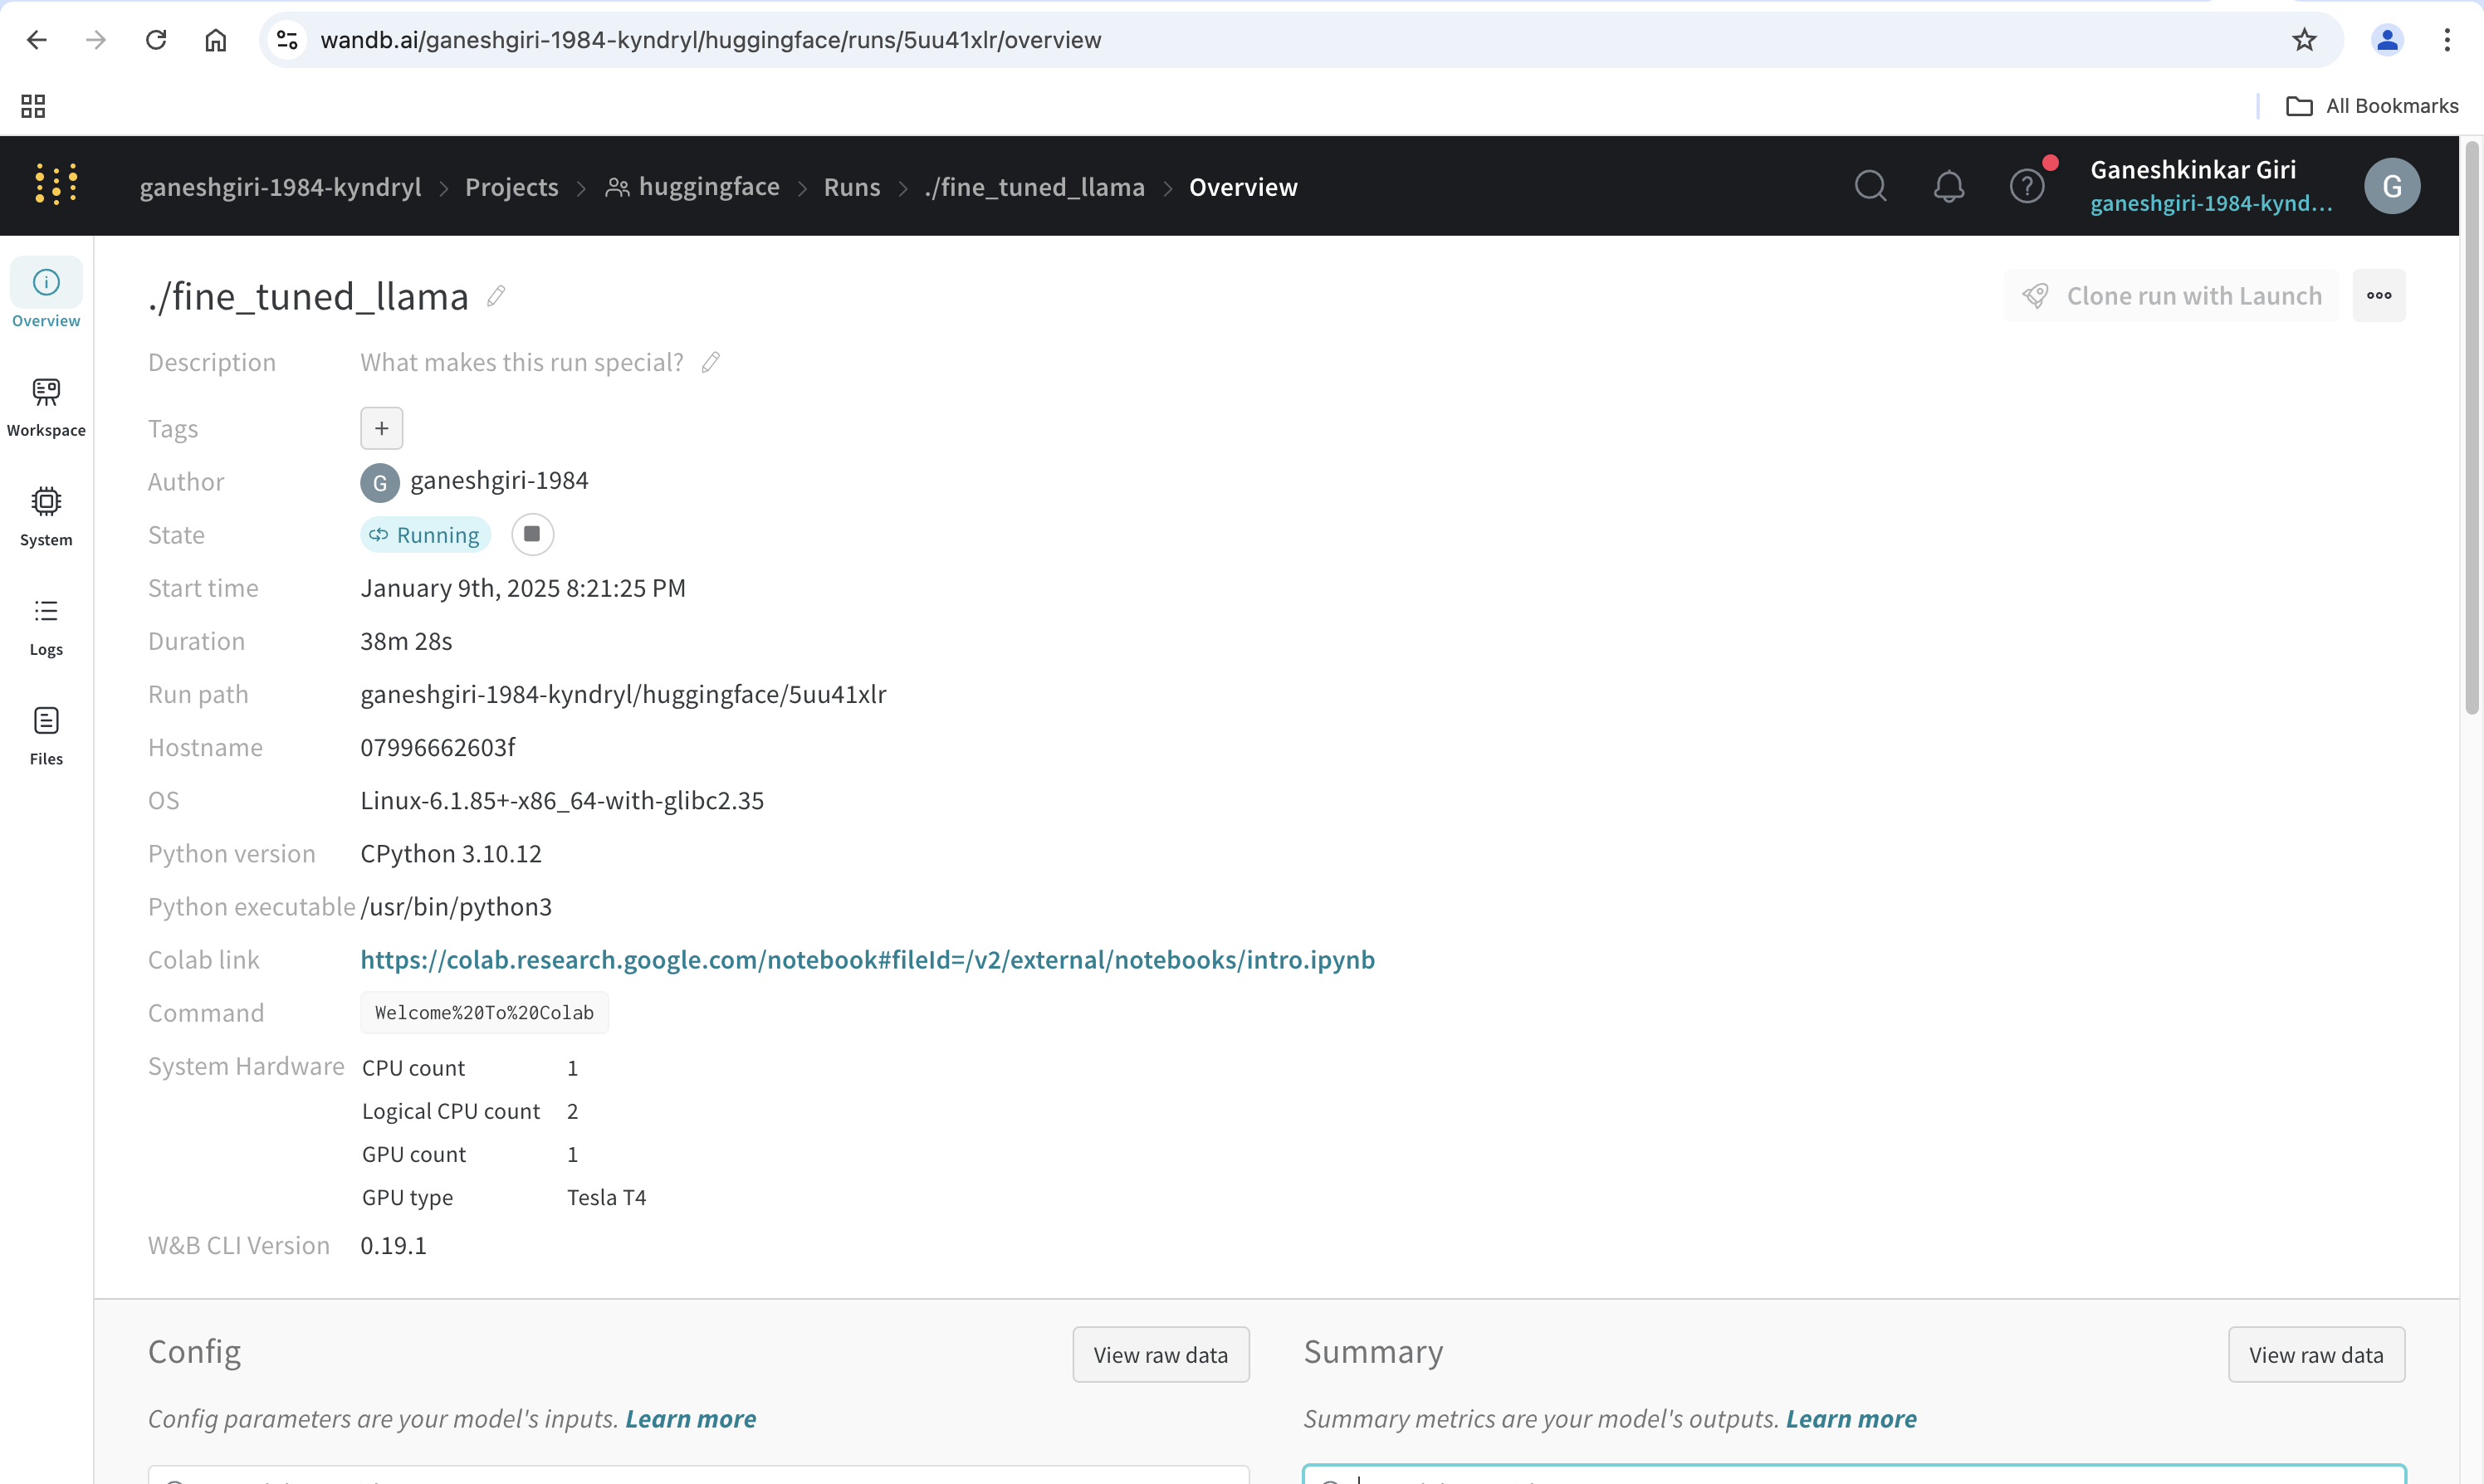 wandb.ai/ganeshgiri-1984-kyndryl/huggingface/runs/5uu41xlr/overview
All Bookmarks
ganeshgiri-1984-kyndryl > Projects > huggingface > Runs > ./fine_tuned_llama > Overview
Ganeshkinkar Giri
ganeshgiri-1984-kynd...
G
Overview
Workspace
System
Logs
Files
./fine_tuned_llama
Clone run with Launch
Description What makes this run special?
Tags +
Author G ganeshgiri-1984
State Running
Start time January 9th, 2025 8:21:25 PM
Duration 38m 28s
Run path ganeshgiri-1984-kyndryl/huggingface/5uu41xlr
Hostname 07996662603f
OS Linux-6.1.85+-x86_64-with-glibc2.35
Python version CPython 3.10.12
Python executable /usr/bin/python3
Colab link https://colab.research.google.com/notebook#fileId=/v2/external/notebooks/intro.ipynb
Command Welcome%20To%20Colab
System Hardware CPU count 1
Logical CPU count 2
GPU count 1
GPU type Tesla T4
W&B CLI Version 0.19.1
Config
View raw data
Config parameters are your model's inputs. Learn more
Summary
View raw data
Summary metrics are your model's outputs. Learn more